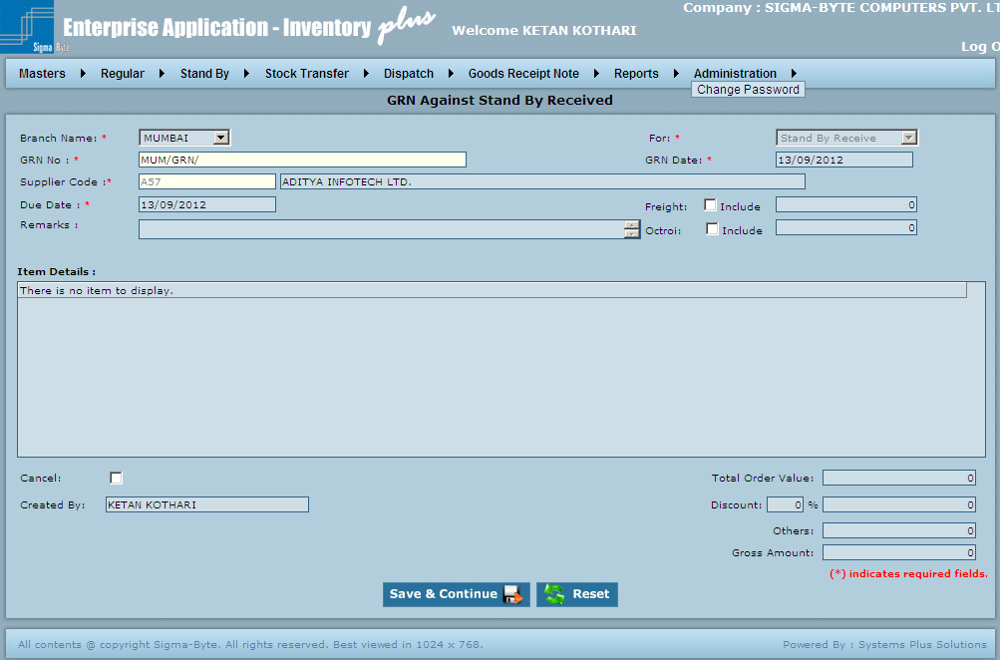 Company : SIGMA-BYTE COMPUTERS PVT. LT
Sigma Byte
Enterprise Application - Inventory plus
Welcome KETAN KOTHARI
Log O
Masters Regular Stand By Stock Transfer Dispatch Goods Receipt Note Reports Administration
Change Password
GRN Against Stand By Received
Branch Name: * MUMBAI For: * Stand By Receive
GRN No : * MUM/GRN/ GRN Date: * 13/09/2012
Supplier Code :* A57 ADITYA INFOTECH LTD.
Due Date : * 13/09/2012 Freight: Include 0
Remarks : Octroi: Include 0
Item Details :
There is no item to display.
Cancel: Total Order Value: 0
Created By: KETAN KOTHARI Discount: 0 % 0
Others: 0
Gross Amount: 0
(*) indicates required fields.
Save & Continue Reset
All contents @ copyright Sigma-Byte. All rights reserved. Best viewed in 1024 x 768. Powered By : Systems Plus Solutions